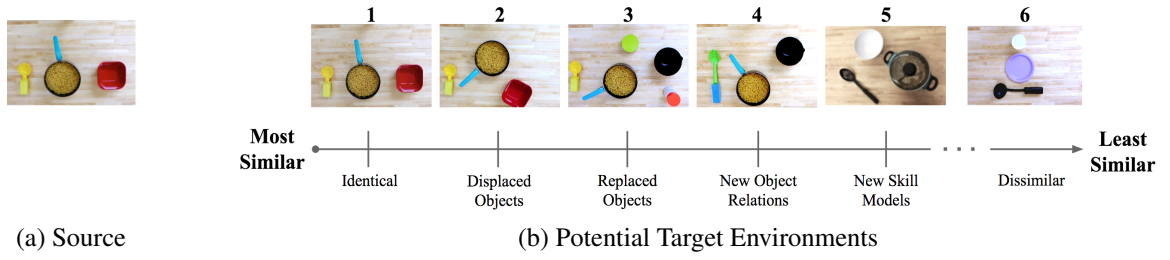 1 2 3 4 5 6
Most
Similar
Least
Similar
Identical
Displaced
Objects
Replaced
Objects
New Object
Relations
New Skill
Models
Dissimilar
(a) Source
(b) Potential Target Environments